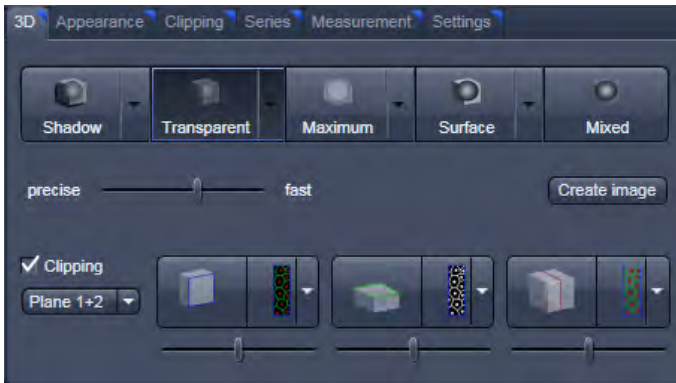 3D Appearance Clipping Series Measurement Settings
Shadow Transparent Maximum Surface Mixed
precise fast Create image
Clipping
Plane 1+2